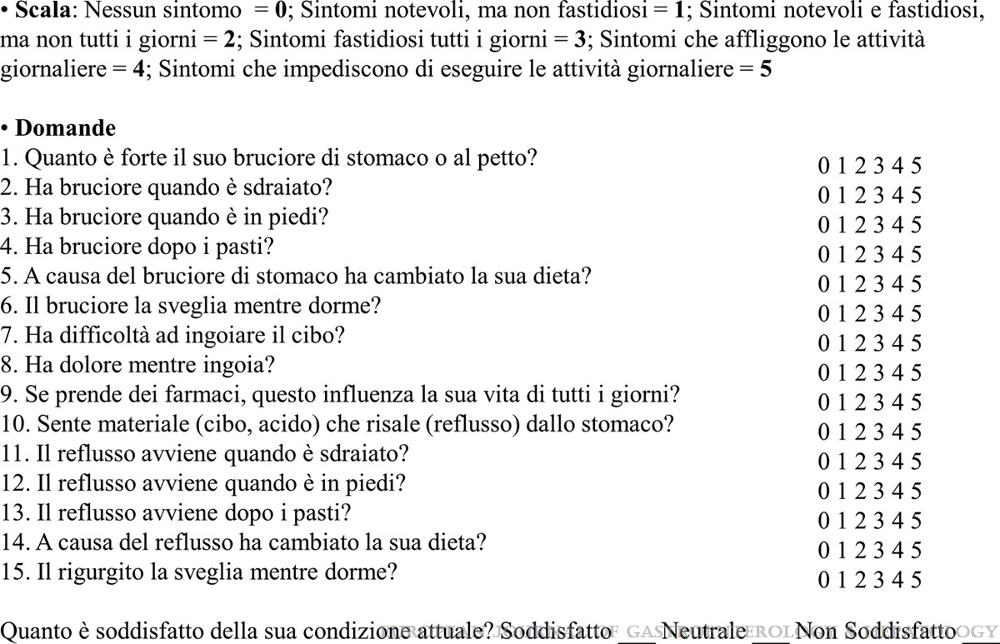 • Scala: Nessun sintomo = 0; Sintomi notevoli, ma non fastidiosi = 1; Sintomi notevoli e fastidiosi,
ma non tutti i giorni = 2; Sintomi fastidiosi tutti i giorni = 3; Sintomi che affliggono le attività
giornaliere = 4; Sintomi che impediscono di eseguire le attività giornaliere = 5
• Domande
1. Quanto è forte il suo bruciore di stomaco o al petto? 0 1 2 3 4 5
2. Ha bruciore quando è sdraiato? 0 1 2 3 4 5
3. Ha bruciore quando è in piedi? 0 1 2 3 4 5
4. Ha bruciore dopo i pasti? 0 1 2 3 4 5
5. A causa del bruciore di stomaco ha cambiato la sua dieta? 0 1 2 3 4 5
6. Il bruciore la sveglia mentre dorme? 0 1 2 3 4 5
7. Ha difficoltà ad ingoiare il cibo? 0 1 2 3 4 5
8. Ha dolore mentre ingoia? 0 1 2 3 4 5
9. Se prende dei farmaci, questo influenza la sua vita di tutti i giorni? 0 1 2 3 4 5
10. Sente materiale (cibo, acido) che risale (reflusso) dallo stomaco? 0 1 2 3 4 5
11. Il reflusso avviene quando è sdraiato? 0 1 2 3 4 5
12. Il reflusso avviene quando è in piedi? 0 1 2 3 4 5
13. Il reflusso avviene dopo i pasti? 0 1 2 3 4 5
14. A causa del reflusso ha cambiato la sua dieta? 0 1 2 3 4 5
15. Il rigurgito la sveglia mentre dorme? 0 1 2 3 4 5
Quanto è soddisfatto della sua condizione attuale? Soddisfatto ___ Neutrale ___ Non Soddisfatto ___
EUROPEAN JOURNAL OF GASTROENTEROLOGY & HEPATOLOGY